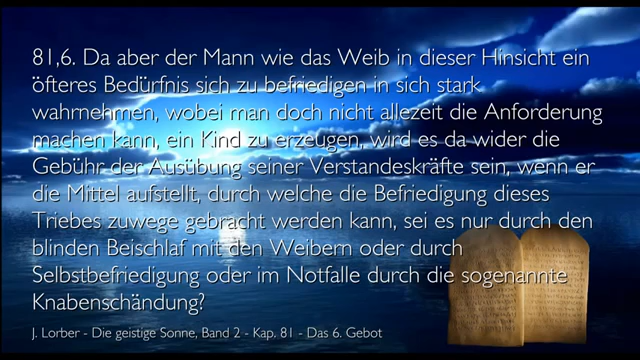 81,6. Da aber der Mann wie das Weib in dieser Hinsicht ein
öfteres Bedürfnis sich zu befriedigen in sich stark
wahrnehmen, wobei man doch nicht allezeit die Anforderung
machen kann, ein Kind zu erzeugen, wird es da wider die
Gebühr der Ausübung seiner Verstandeskräfte sein, wenn er
die Mittel aufstellt, durch welche die Befriedigung dieses
Triebes zuwege gebracht werden kann, sei es nur durch den
blinden Beischlaf mit den Weibern oder durch
Selbstbefriedigung oder im Notfalle durch die sogenannte
Knabenschändung?
J. Lorber - Die geistige Sonne, Band 2 - Kap. 81 - Das 6. Gebot